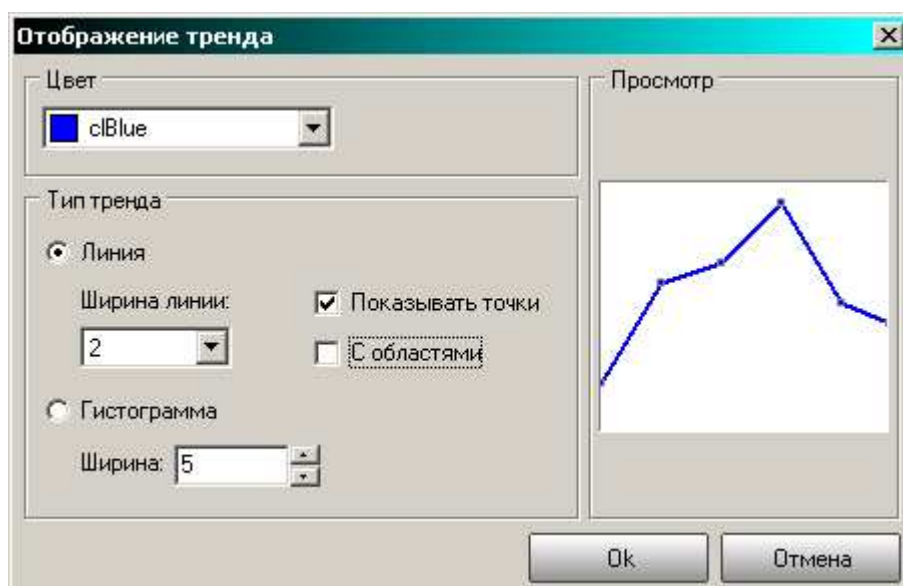 Отображение тренда
Цвет
clBlue
Тип тренда
Линия
Ширина линии:
2
Показывать точки
С областями
Гистограмма
Ширина: 5
Просмотр
Ok
Отмена